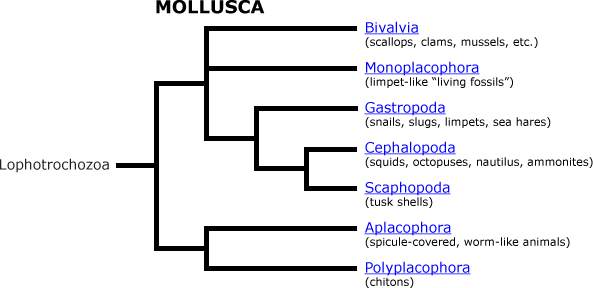 MOLLUSCA
Bivalvia
(scallops, clams, mussels, etc.)
Monoplacophora
(limpet-like “living fossils”)
Gastropoda
(snails, slugs, limpets, sea hares)
Cephalopoda
(squids, octopuses, nautilus, ammonites)
Lophotrochozoa
Scaphopoda
(tusk shells)
Aplacophora
(spicule-covered, worm-like animals)
Polyplacophora
(chitons)